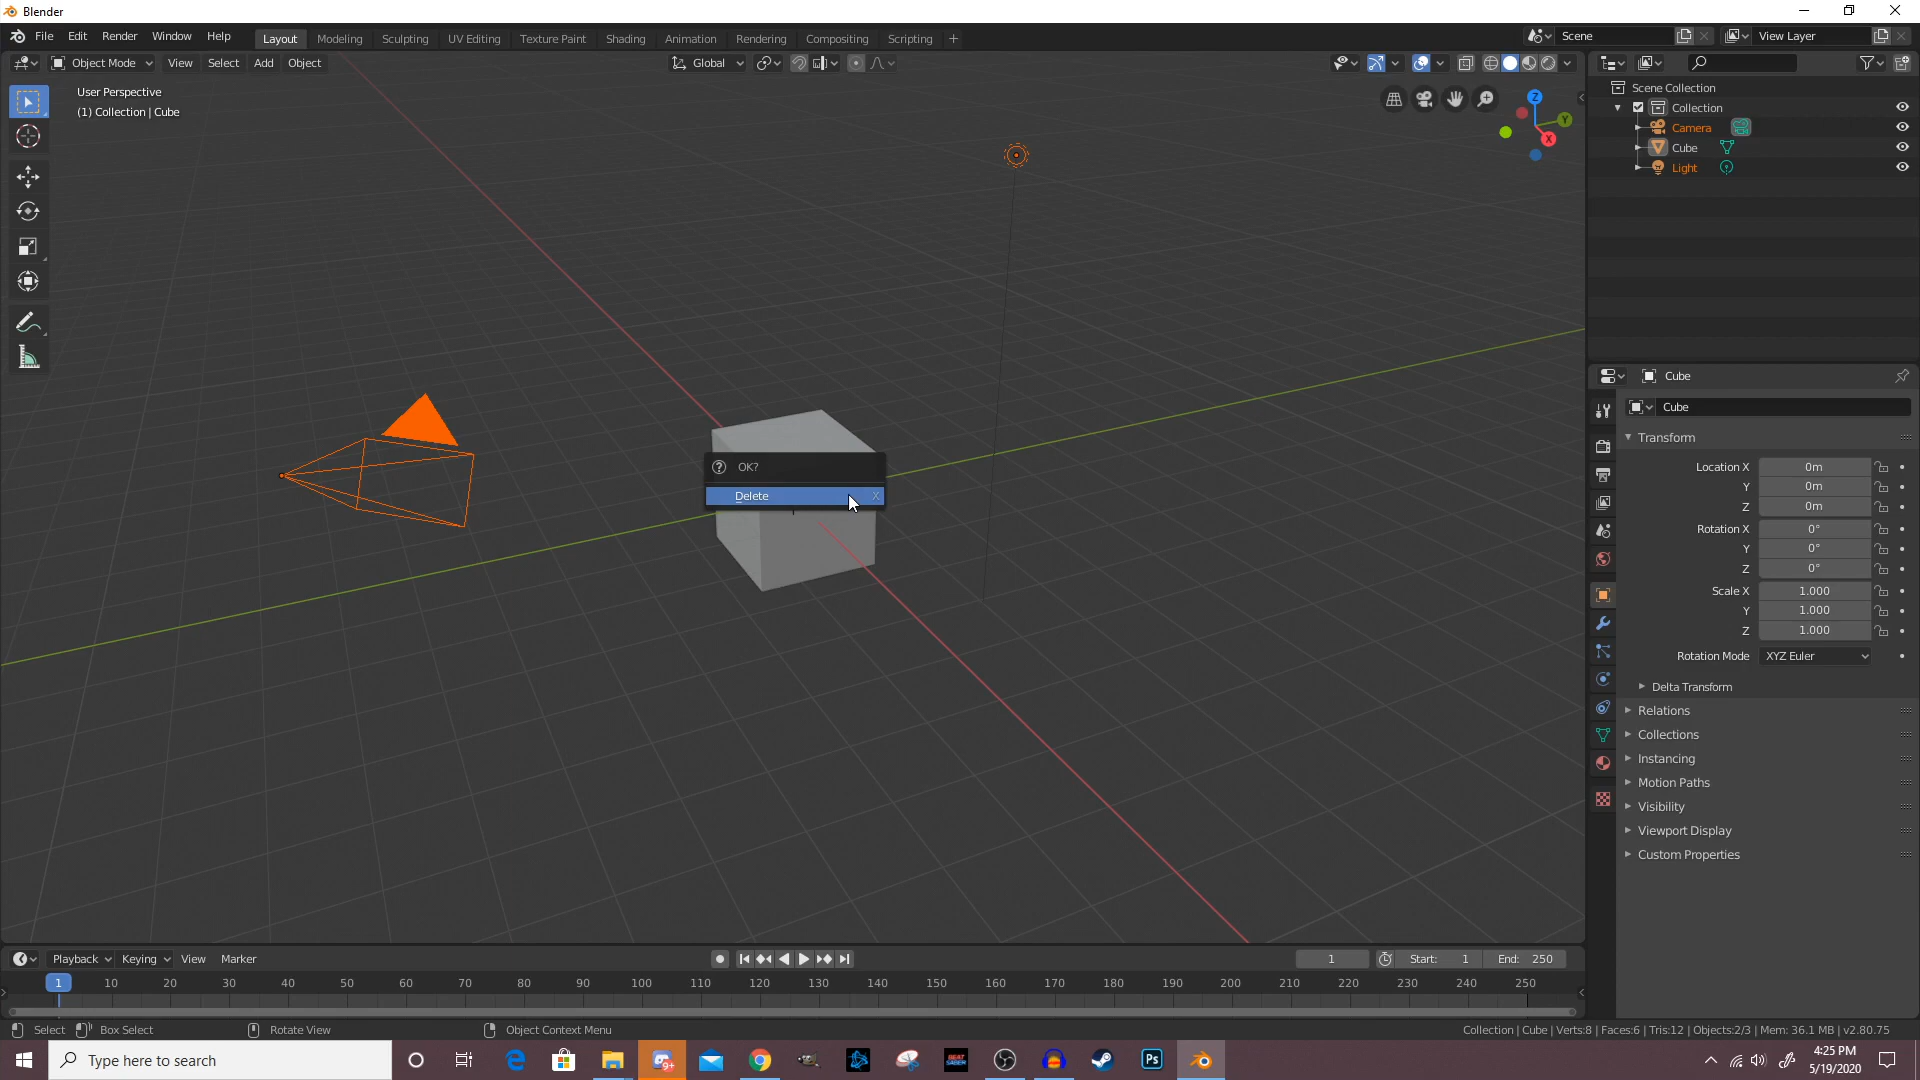 Blender
File Edit Render Window Help
Layout Modeling Sculpting UV Editing Texture Paint Shading Animation Rendering Compositing Scripting +
Scene
View Layer
Object Mode View Select Add Object
Global
User Perspective
(1) Collection | Cube
Z
Y
X
Scene Collection
Collection
Camera
Cube
Light
OK?
Delete X
Cube
Cube
Transform
Location X 0m
Y 0m
Z 0m
Rotation X 0°
Y 0°
Z 0°
Scale X 1.000
Y 1.000
Z 1.000
Rotation Mode XYZ Euler
Delta Transform
Relations
Collections
Instancing
Motion Paths
Visibility
Viewport Display
Custom Properties
Playback Keying View Marker
1 Start: 1 End: 250
1 10 20 30 40 50 60 70 80 90 100 110 120 130 140 150 160 170 180 190 200 210 220 230 240 250
Select Box Select Rotate View Object Context Menu
Collection | Cube | Verts:8 | Faces:6 | Tris:12 | Objects:2/3 | Mem: 36.1 MB | v2.80.75
Type here to search
9+
BEAT SABER
Ps
4:25 PM
5/19/2020